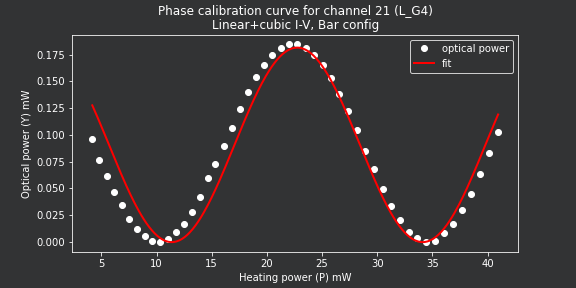 Phase calibration curve for channel 21 (L_G4)
Linear+cubic I-V, Bar config
optical power
fit
Optical power (Y) mW
0.175
0.150
0.125
0.100
0.075
0.050
0.025
0.000
5
10
15
20
25
30
35
40
Heating power (P) mW